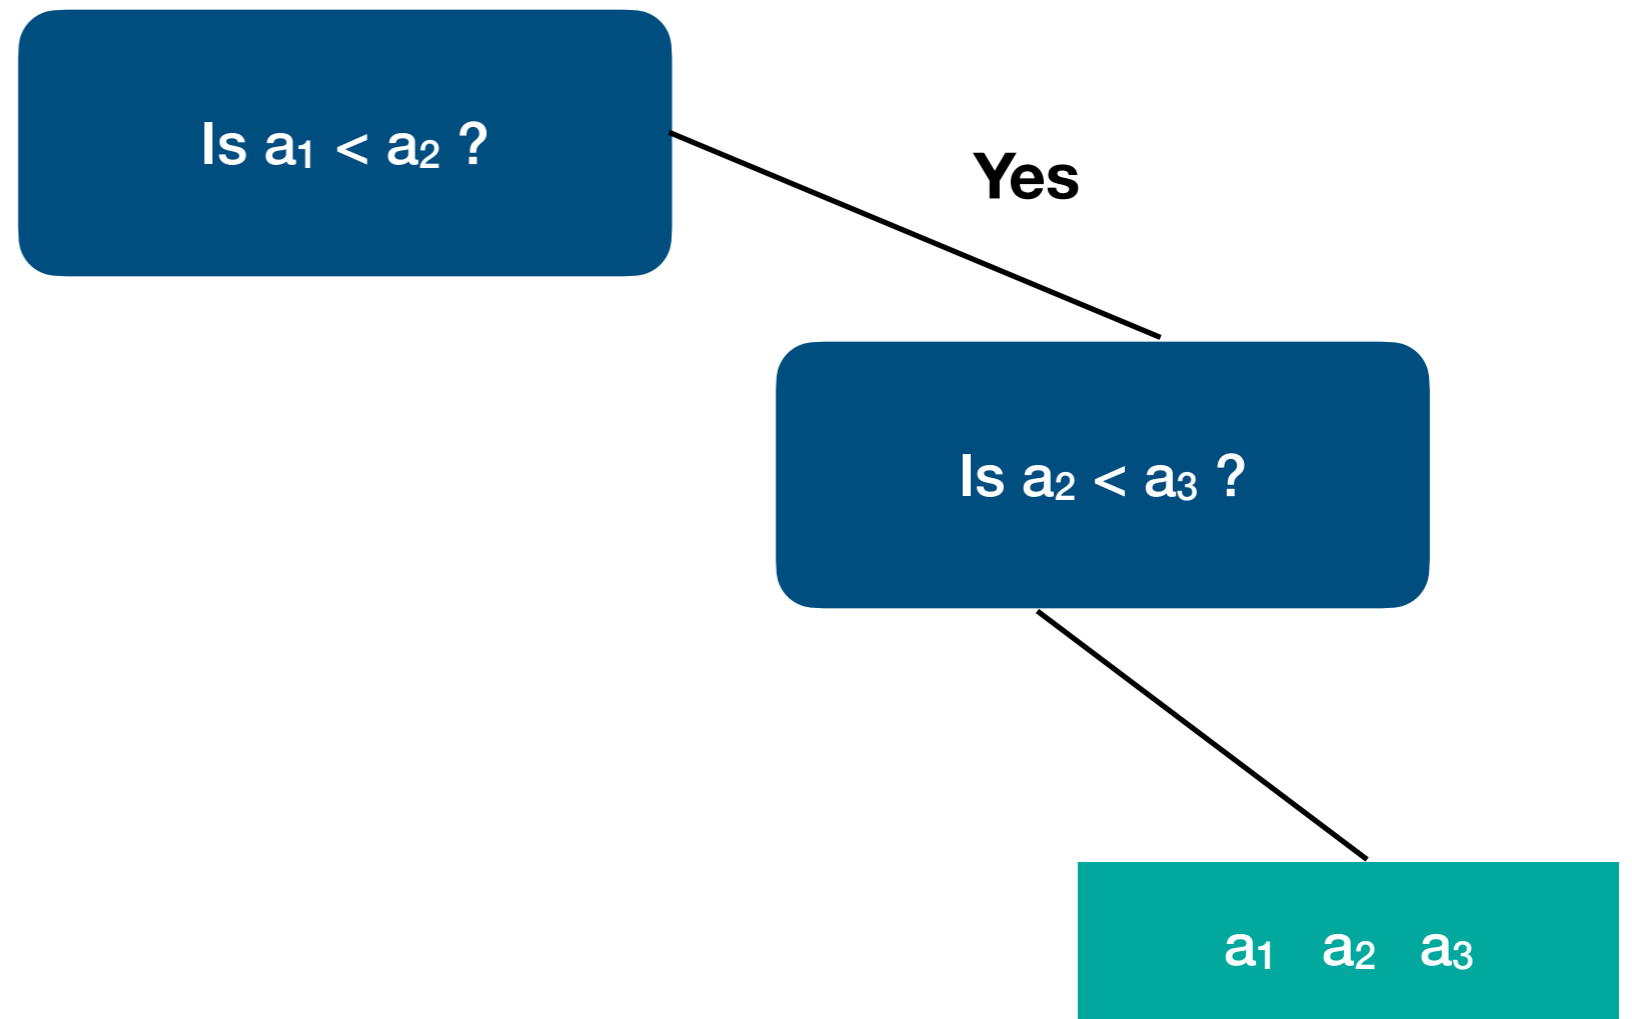 Is a₁ < a₂ ?
Yes
Is a₂ < a₃ ?
a₁ a₂ a₃